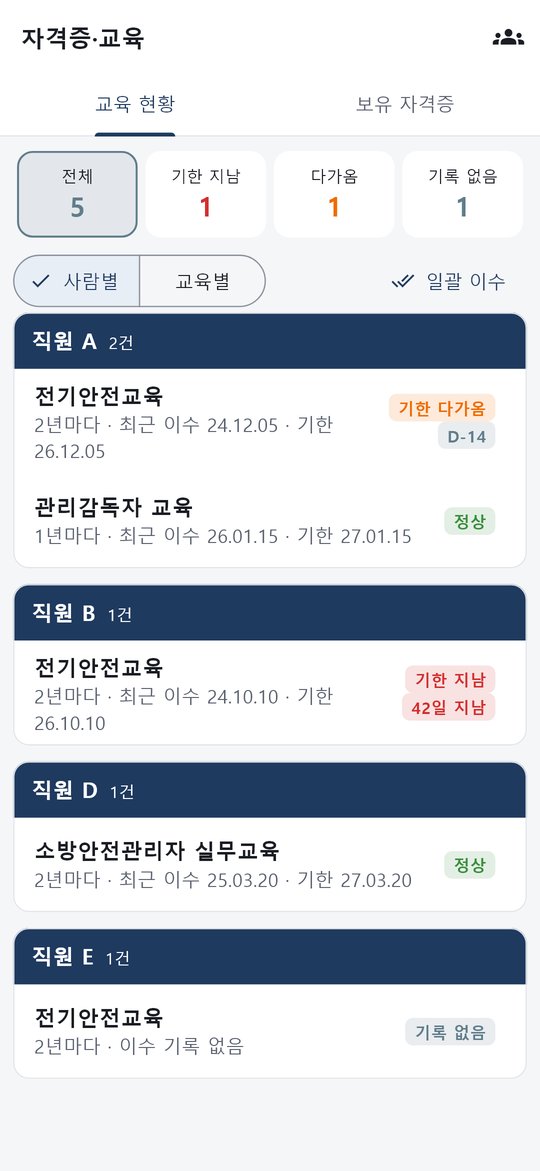 자격증·교육
교육 현황
보유 자격증
전체
5
기한 지남
1
다가옴
1
기록 없음
1
사람별
교육별
일괄 이수
직원 A 2건
전기안전교육
2년마다 · 최근 이수 24.12.05 · 기한
26.12.05
기한 다가옴
D-14
관리감독자 교육
1년마다 · 최근 이수 26.01.15 · 기한 27.01.15
정상
직원 B 1건
전기안전교육
2년마다 · 최근 이수 24.10.10 · 기한
26.10.10
기한 지남
42일 지남
직원 D 1건
소방안전관리자 실무교육
2년마다 · 최근 이수 25.03.20 · 기한 27.03.20
정상
직원 E 1건
전기안전교육
2년마다 · 이수 기록 없음
기록 없음